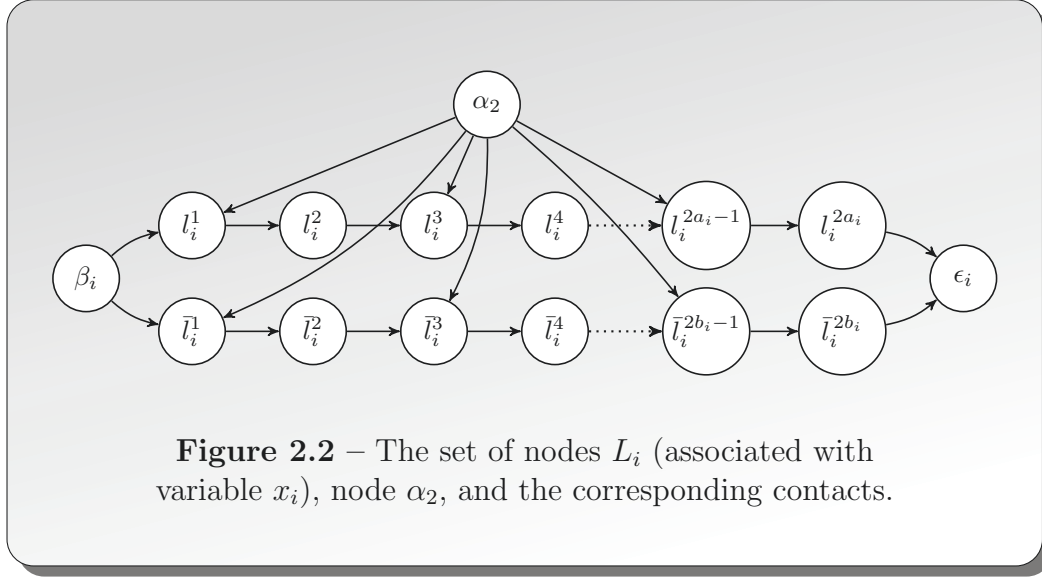 α₂
l_i^1 l_i^2 l_i^3 l_i^4 l_i^{2a_i−1} l_i^{2a_i}
β_i ϵ_i
l̄_i^1 l̄_i^2 l̄_i^3 l̄_i^4 l̄_i^{2b_i−1} l̄_i^{2b_i}
Figure 2.2 – The set of nodes L_i (associated with
variable x_i), node α₂, and the corresponding contacts.